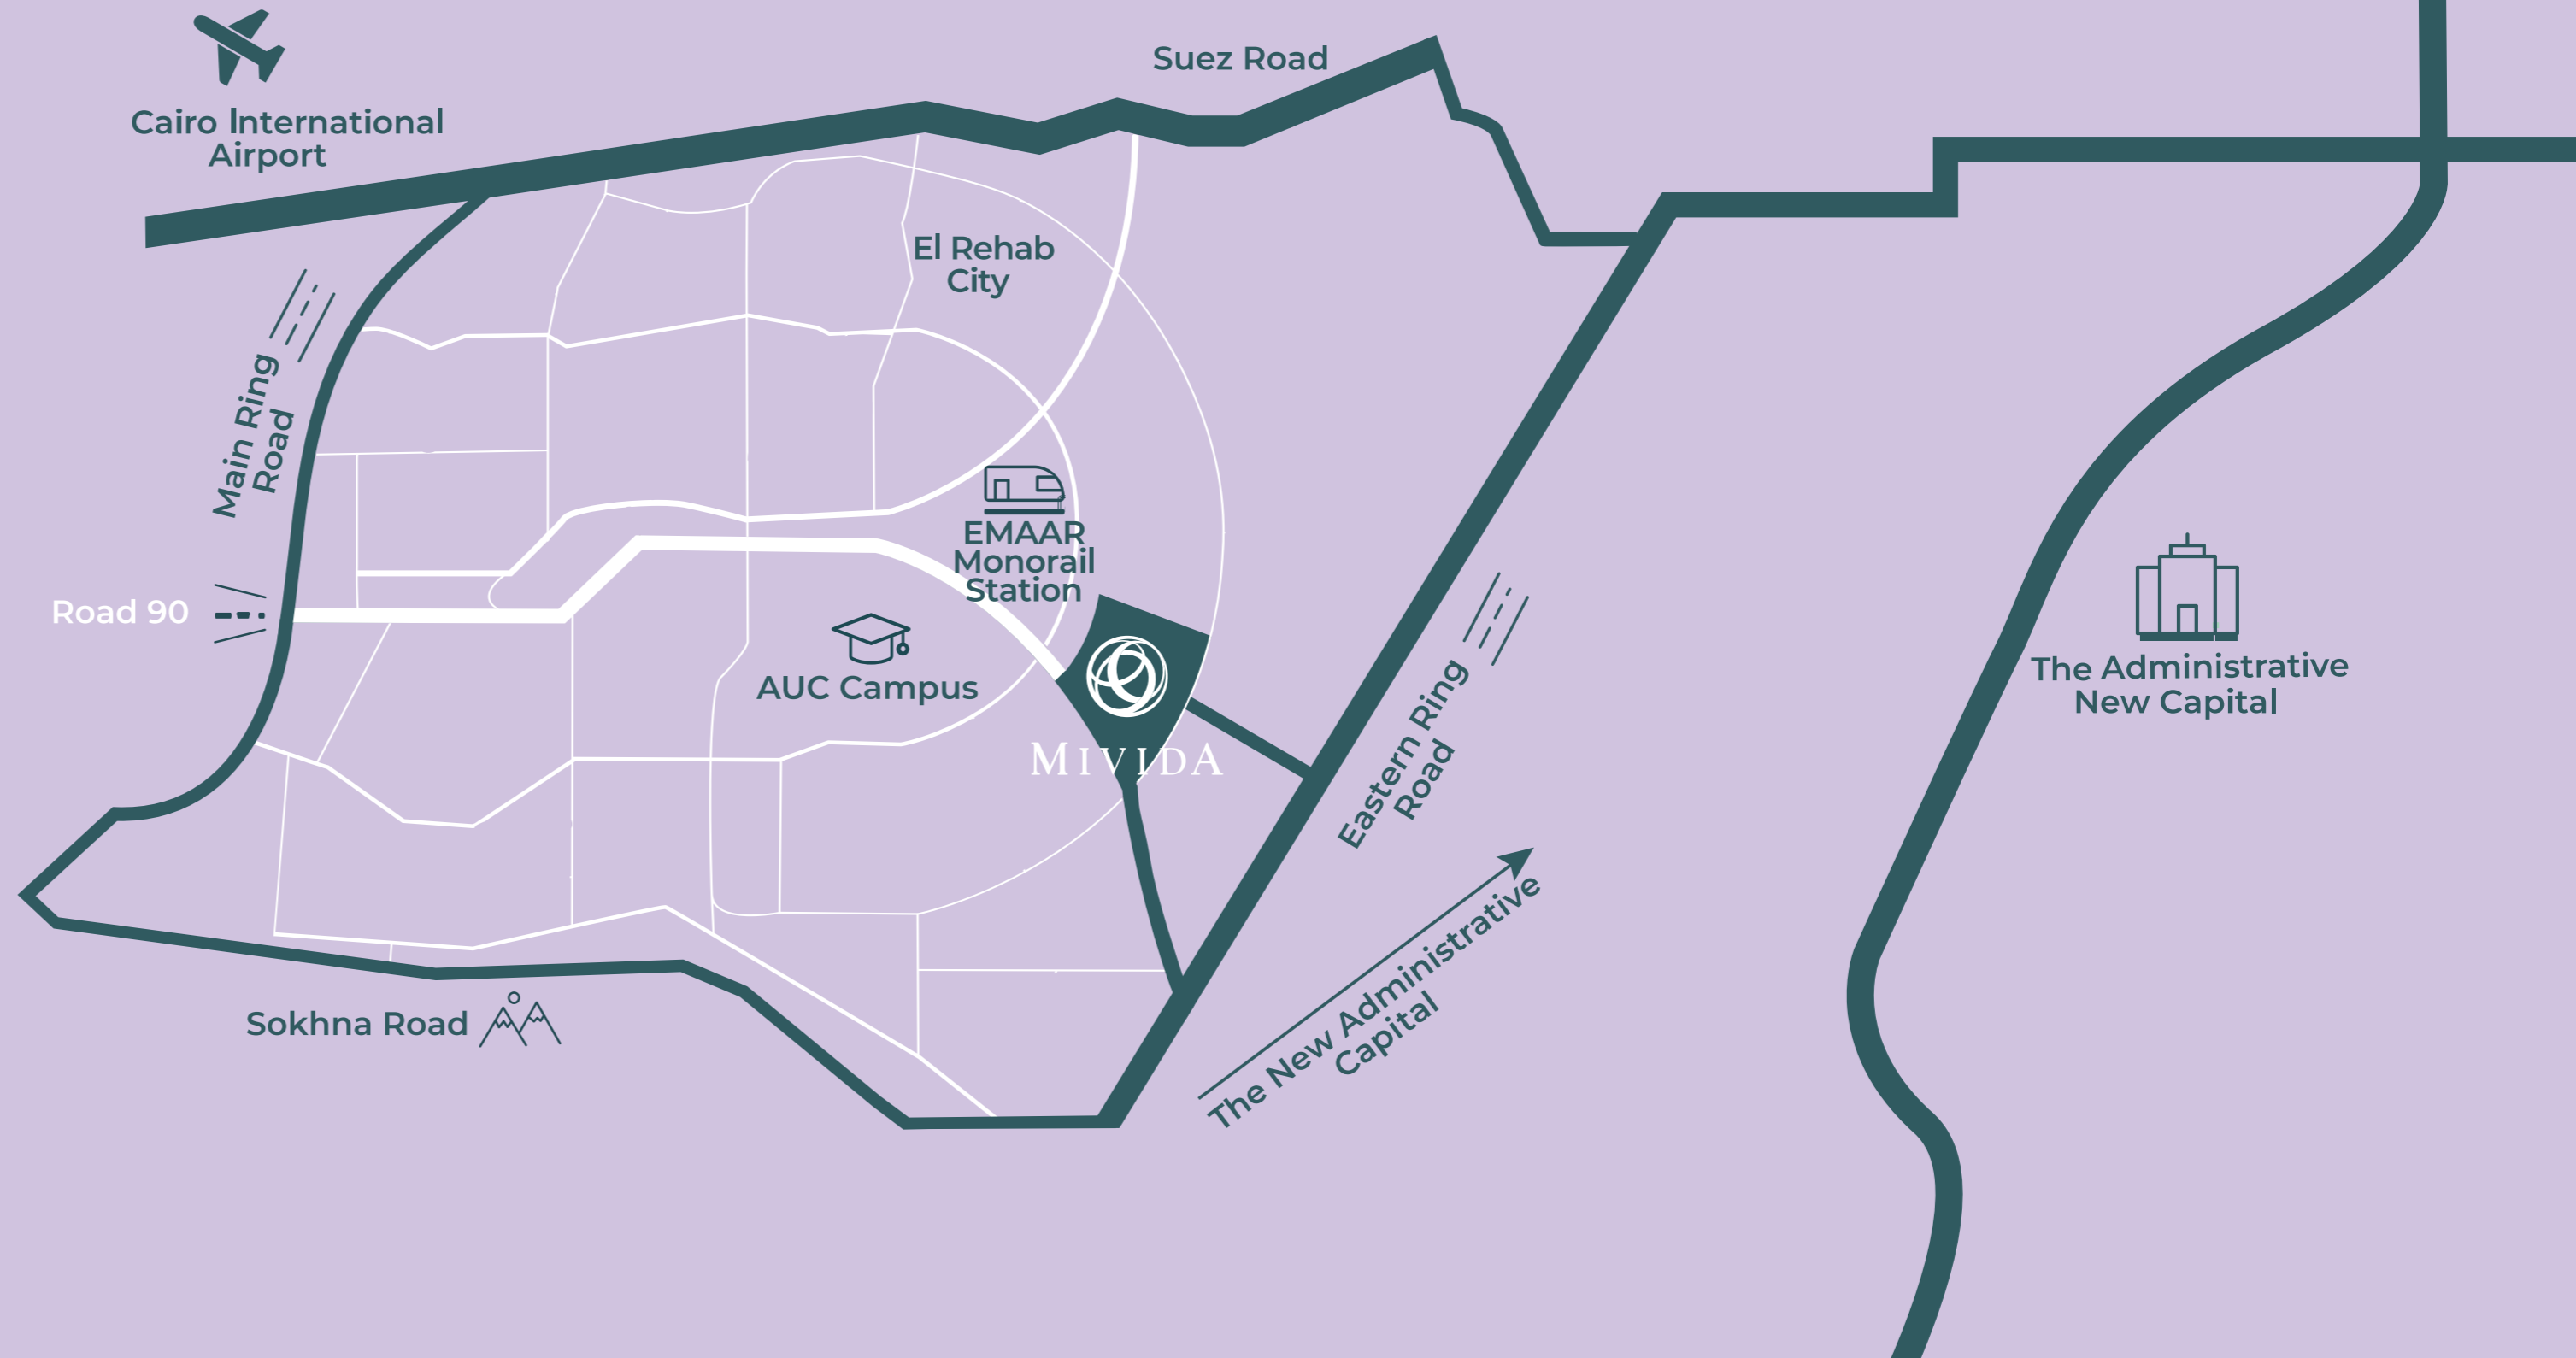 Suez Road
Cairo International
Airport
El Rehab
City
Main Ring
Road
EMAAR
Monorail
Station
Road 90
AUC Campus
MIVIDA
Eastern Ring
Road
The Administrative
New Capital
The New Administrative
Capital
Sokhna Road